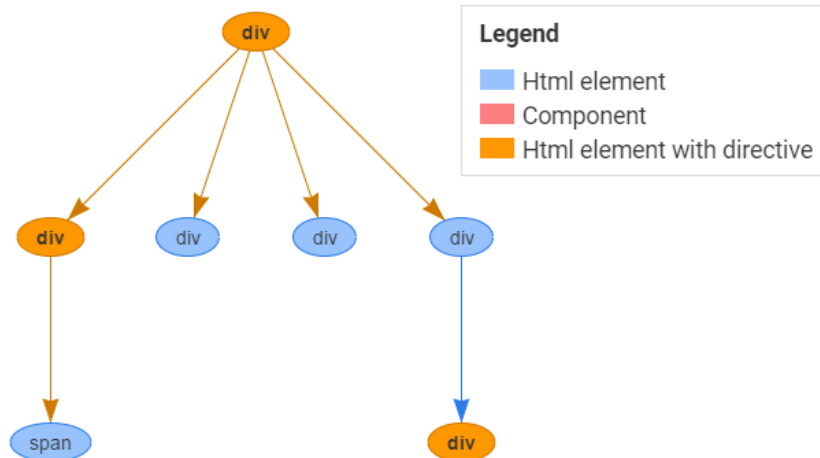 div
Legend
Html element
Component
Html element with directive
div
div
div
div
span
div